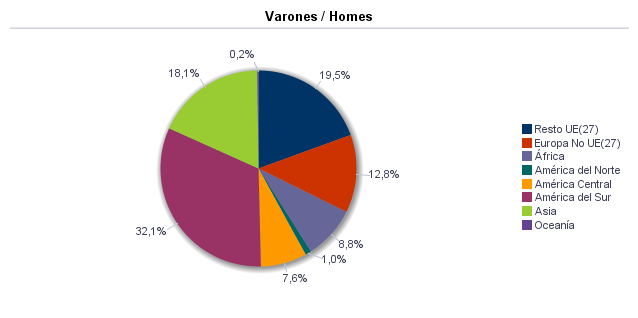 Varones / Homes
0,2%
19,5%
18,1%
12,8%
32,1%
8,8%
1,0%
7,6%
Resto UE(27)
Europa No UE(27)
África
América del Norte
América Central
América del Sur
Asia
Oceanía